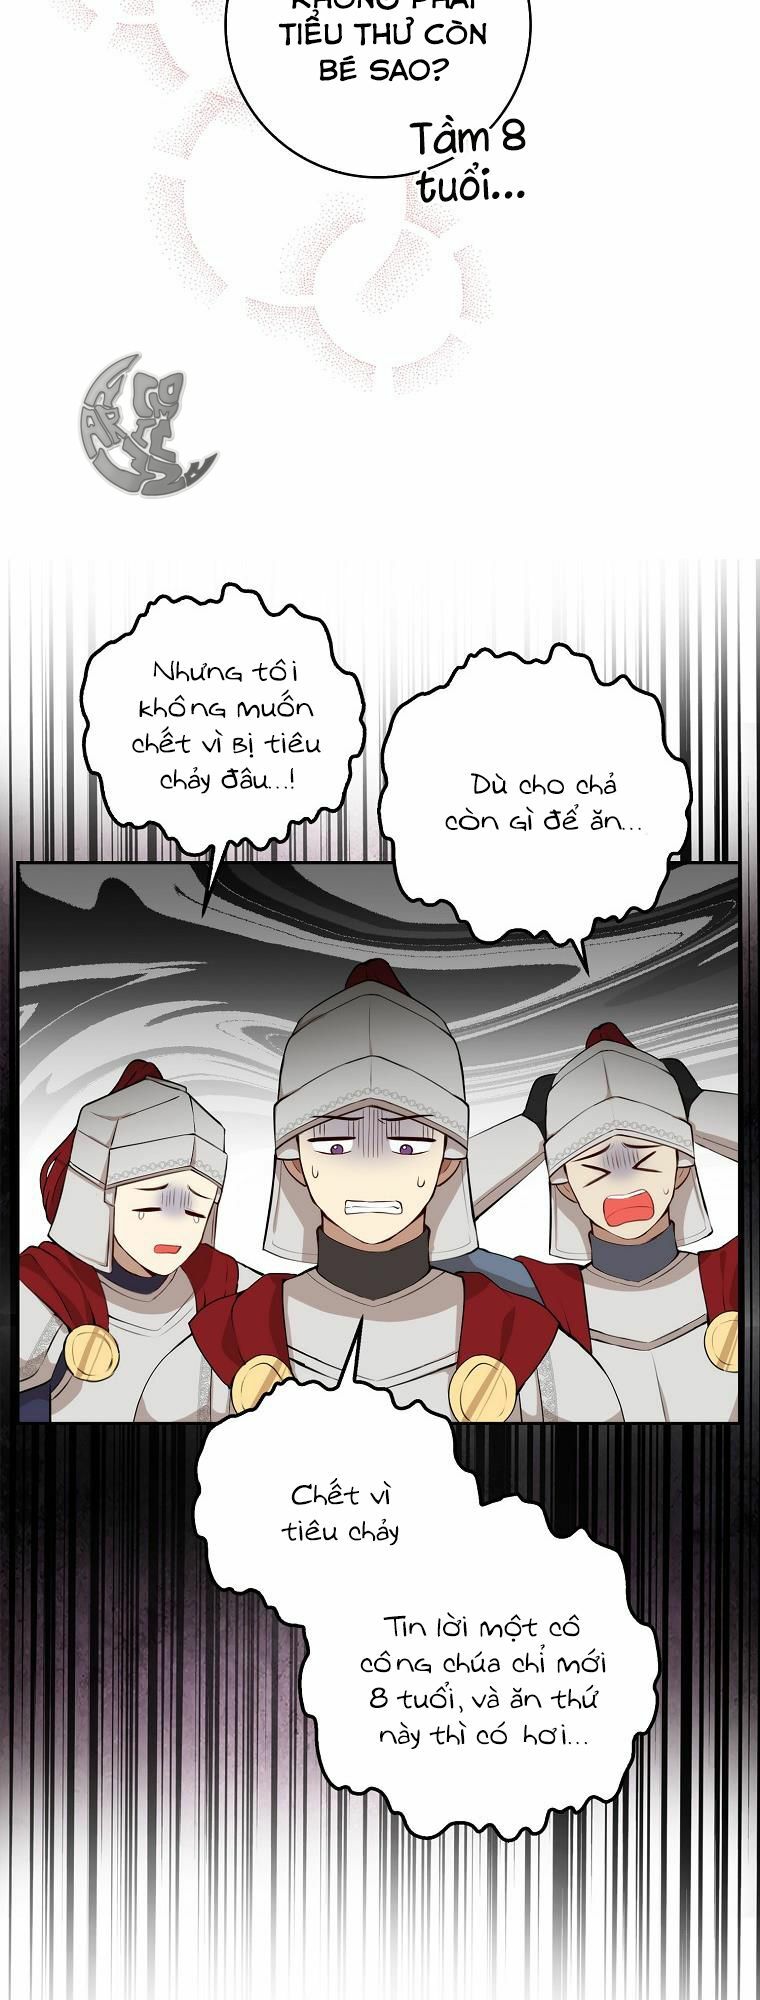 KHÔNG PHẢI
TIỂU THƯ CÒN
BÉ SAO?
Tầm 8
tuổi...
Nhưng tôi
không muốn
chết vì bị tiêu
chảy đâu...!
Dù cho chả
còn gì để ăn...
Chết vì
tiêu chảy
Tin lời một cô
công chúa chỉ mới
8 tuổi, và ăn thứ
này thì có hơi...